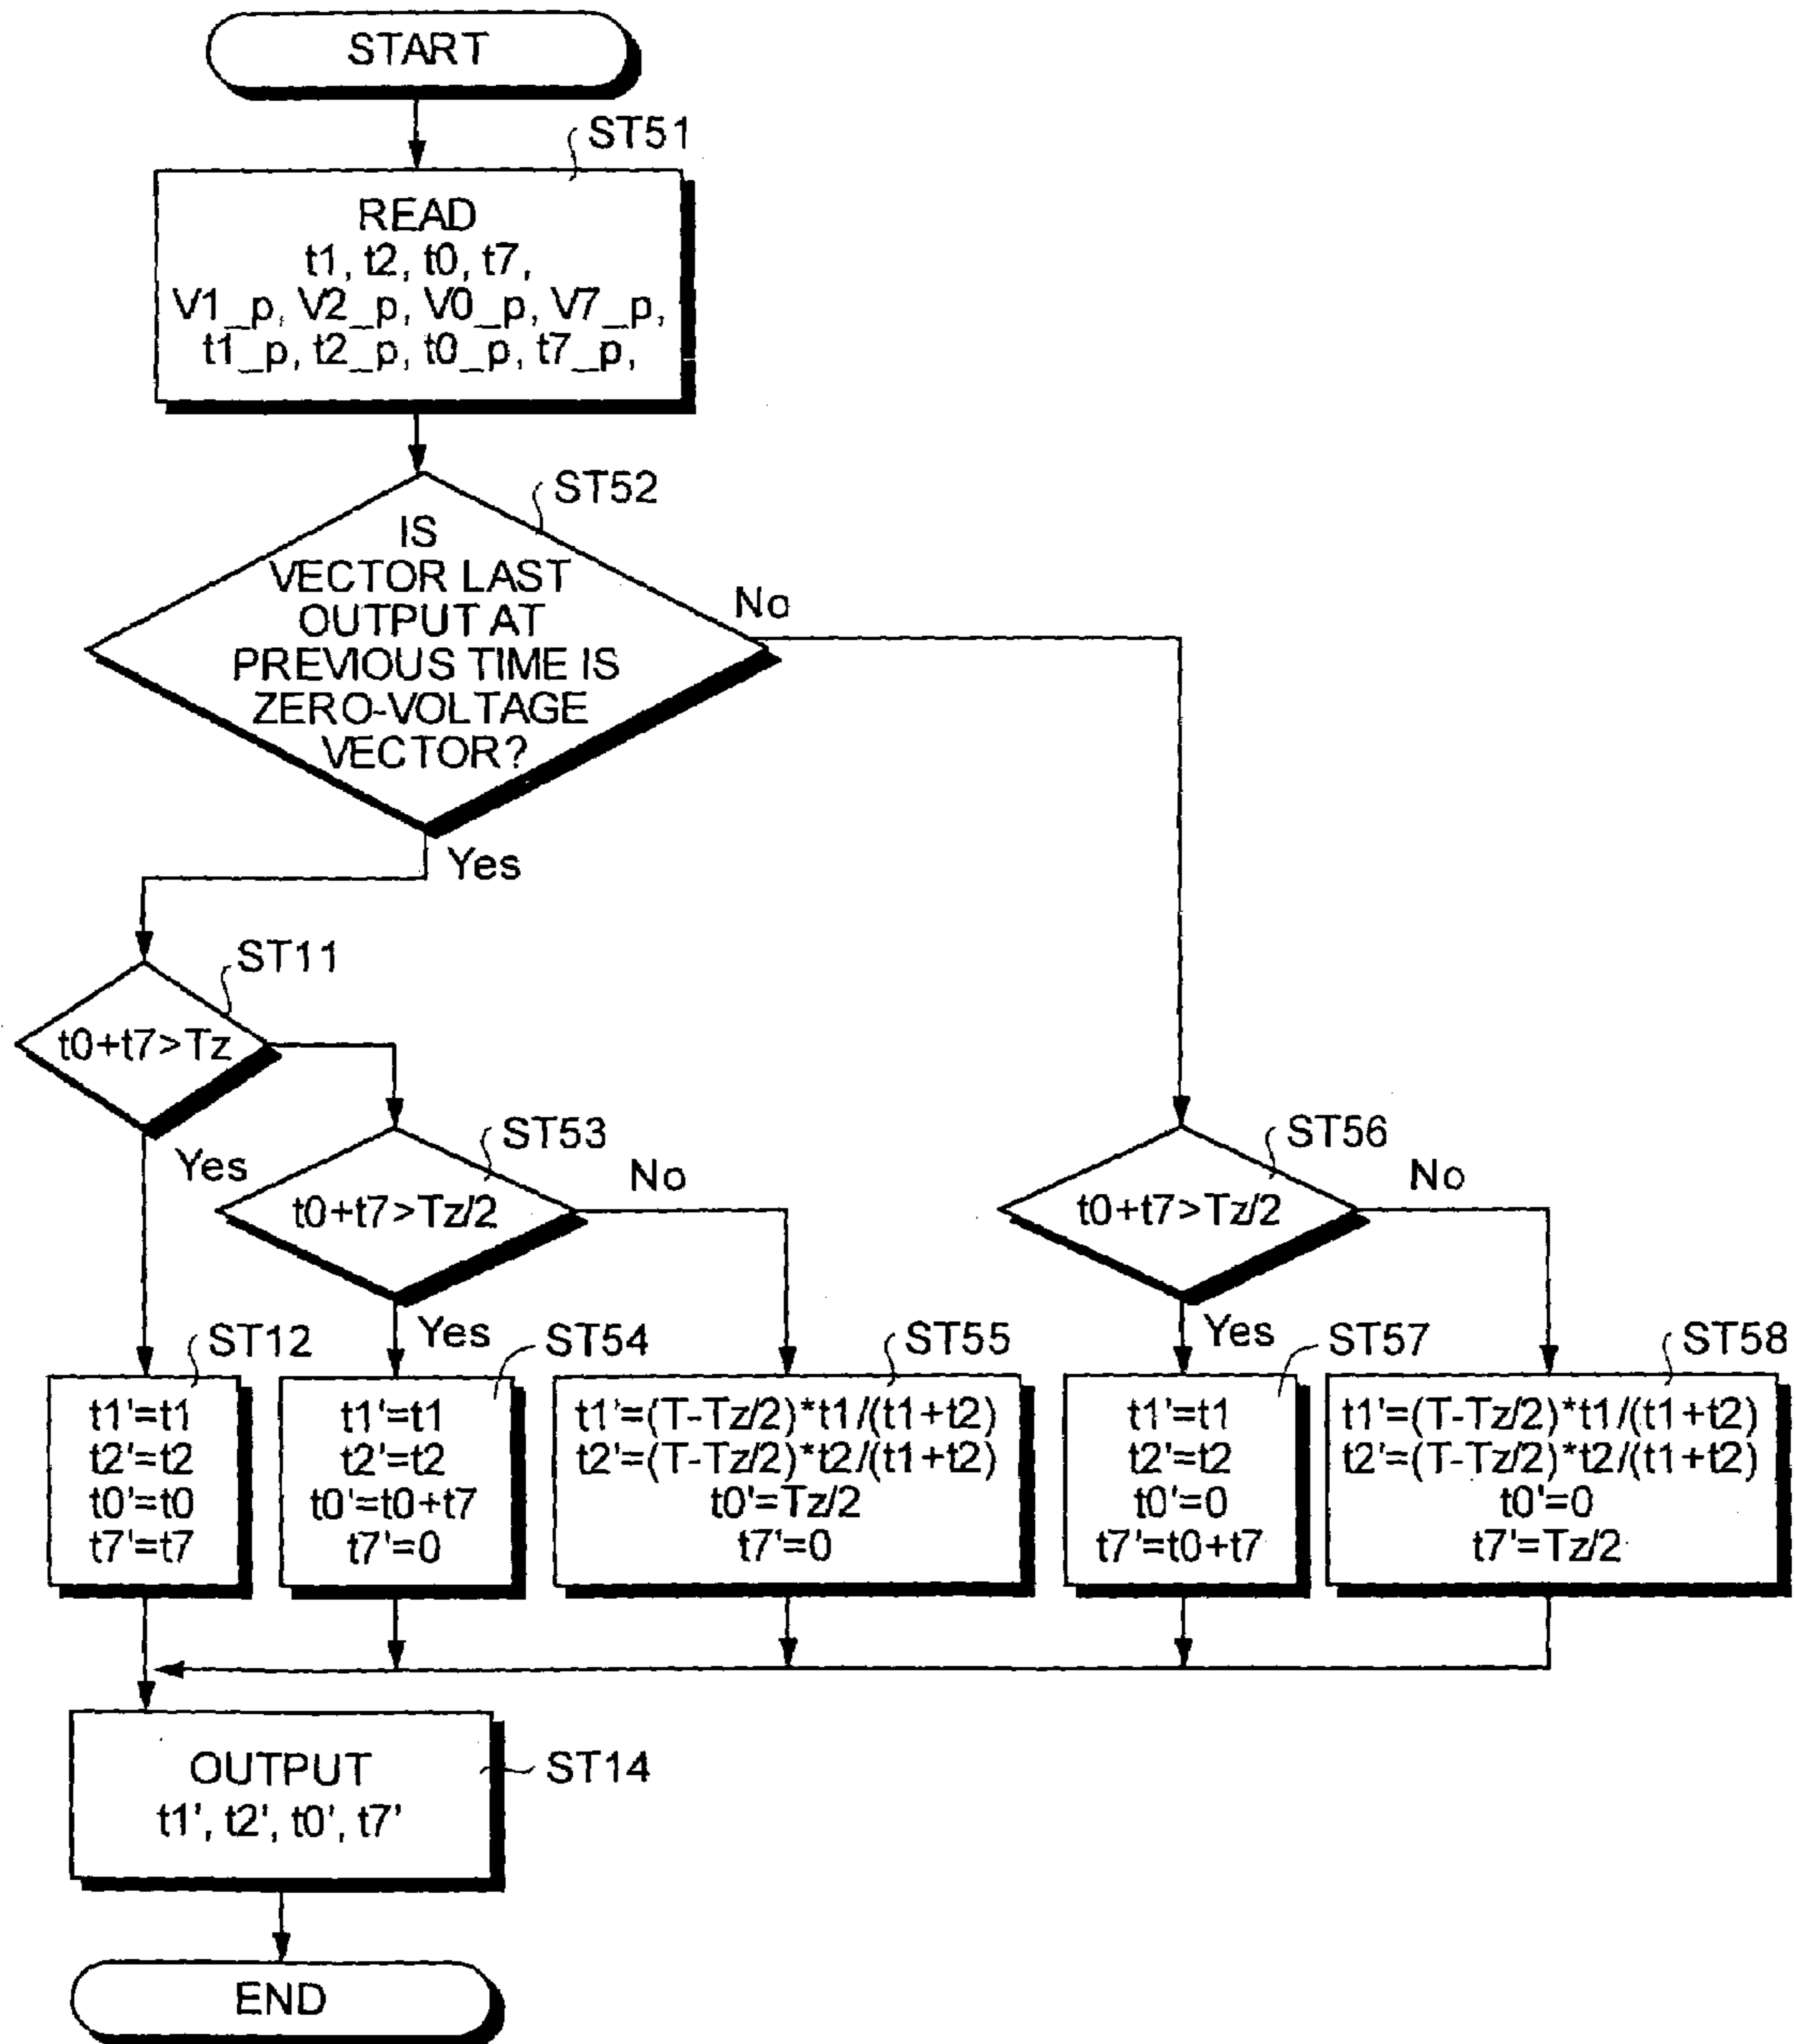 START
ST51
READ
t1, t2, t0, t7,
V1_p, V2_p, V0_p, V7_p,
t1_p, t2_p, t0_p, t7_p,
ST52
IS
VECTOR LAST
OUTPUT AT
PREVIOUS TIME IS
ZERO-VOLTAGE
VECTOR?
No
Yes
ST11
t0+t7>Tz
Yes
ST53
t0+t7>Tz/2
No
Yes
ST56
t0+t7>Tz/2
No
Yes
ST12
t1'=t1
t2'=t2
t0'=t0
t7'=t7
ST54
t1'=t1
t2'=t2
t0'=t0+t7
t7'=0
ST55
t1'=(T-Tz/2)*t1/(t1+t2)
t2'=(T-Tz/2)*t2/(t1+t2)
t0'=Tz/2
t7'=0
ST57
t1'=t1
t2'=t2
t0'=0
t7'=t0+t7
ST58
t1'=(T-Tz/2)*t1/(t1+t2)
t2'=(T-Tz/2)*t2/(t1+t2)
t0'=0
t7'=Tz/2
OUTPUT
t1', t2', t0', t7'
ST14
END